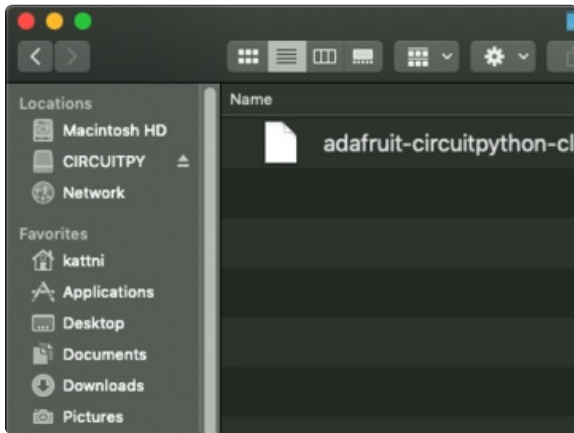 Locations
Macintosh HD
CIRCUITPY
Network
Favorites
kattni
Applications
Desktop
Documents
Downloads
Pictures
Name
adafruit-circuitpython-cl